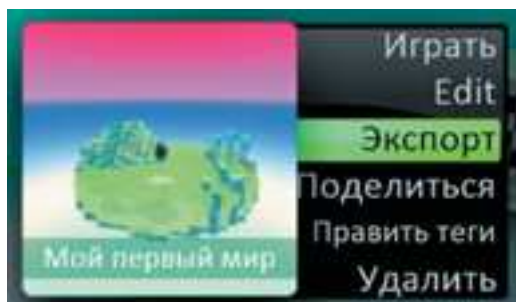 Играть
Edit
Экспорт
Поделиться
Править теги
Удалить
Мой первый мир